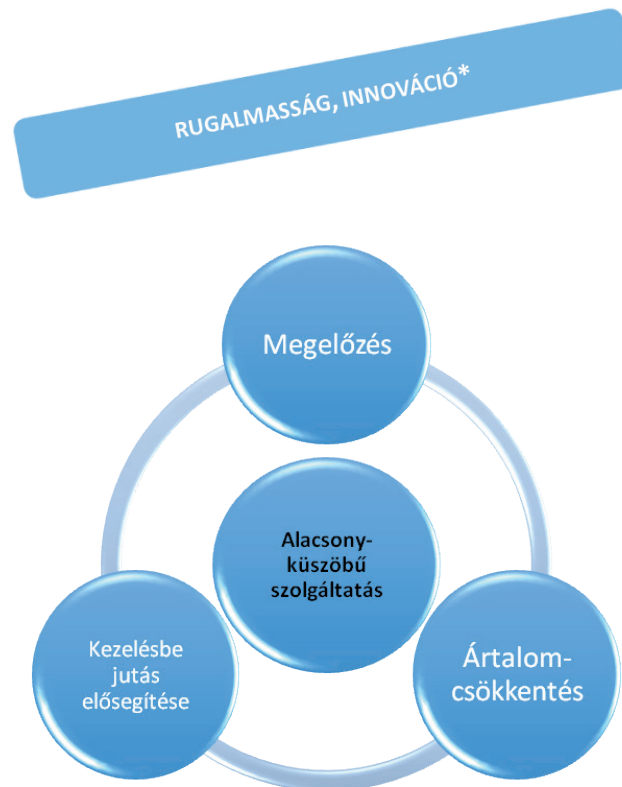 RUGALMASSÁG, INNOVÁCIÓ*
Megelőzés
Alacsony-
küszöbű
szolgáltatás
Kezelésbe
jutás
elősegítése
Ártalom-
csökkentés